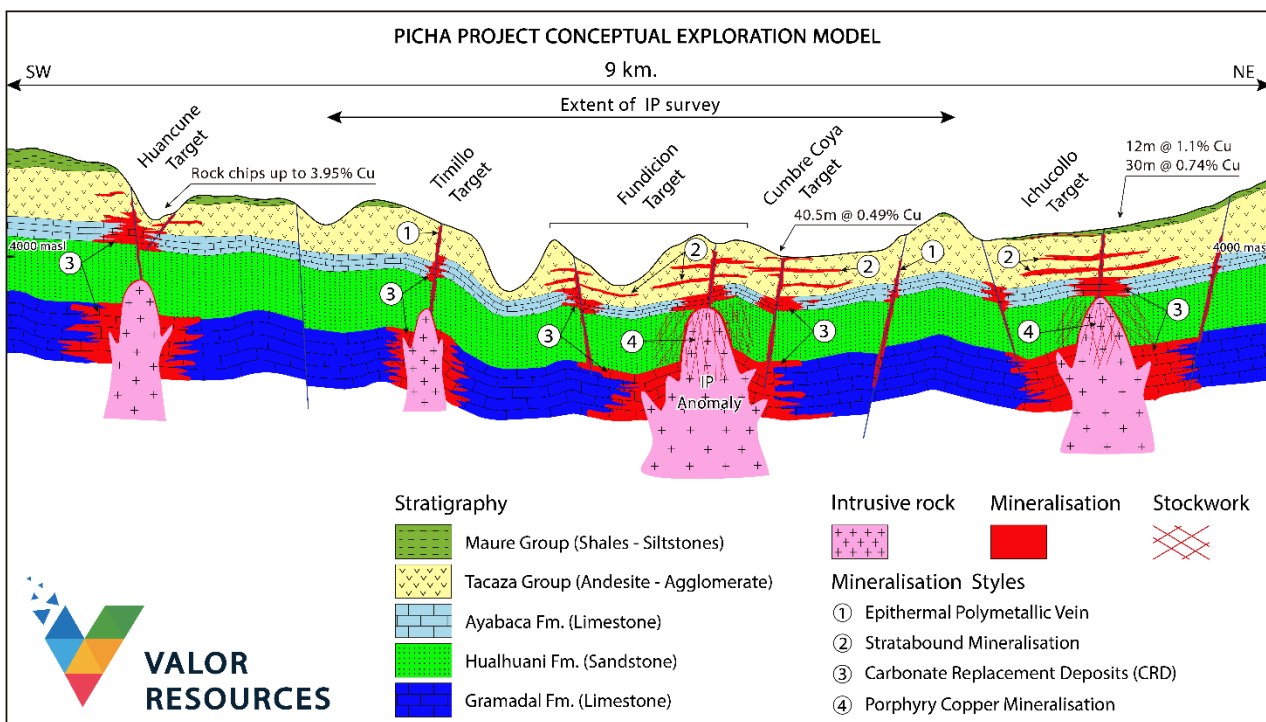 PICHA PROJECT CONCEPTUAL EXPLORATION MODEL
SW
9 km.
NE
Extent of IP survey
Huancune
Target
Rock chips up to 3.95% Cu
Timillo
Target
Fundicion
Target
Cumbre Coya
Target
40.5m @ 0.49% Cu
Ichucollo
Target
12m @ 1.1% Cu
30m @ 0.74% Cu
4000 masl
4000 masl
1
2
1
2
2
3
3
3
3
3
4
4
IP
Anomaly
Stratigraphy
Maure Group (Shales - Siltstones)
Tacaza Group (Andesite - Agglomerate)
Ayabaca Fm. (Limestone)
Hualhuani Fm. (Sandstone)
Gramadal Fm. (Limestone)
Intrusive rock
Mineralisation
Stockwork
Mineralisation Styles
1 Epithermal Polymetallic Vein
2 Stratabound Mineralisation
3 Carbonate Replacement Deposits (CRD)
4 Porphyry Copper Mineralisation
VALOR
RESOURCES